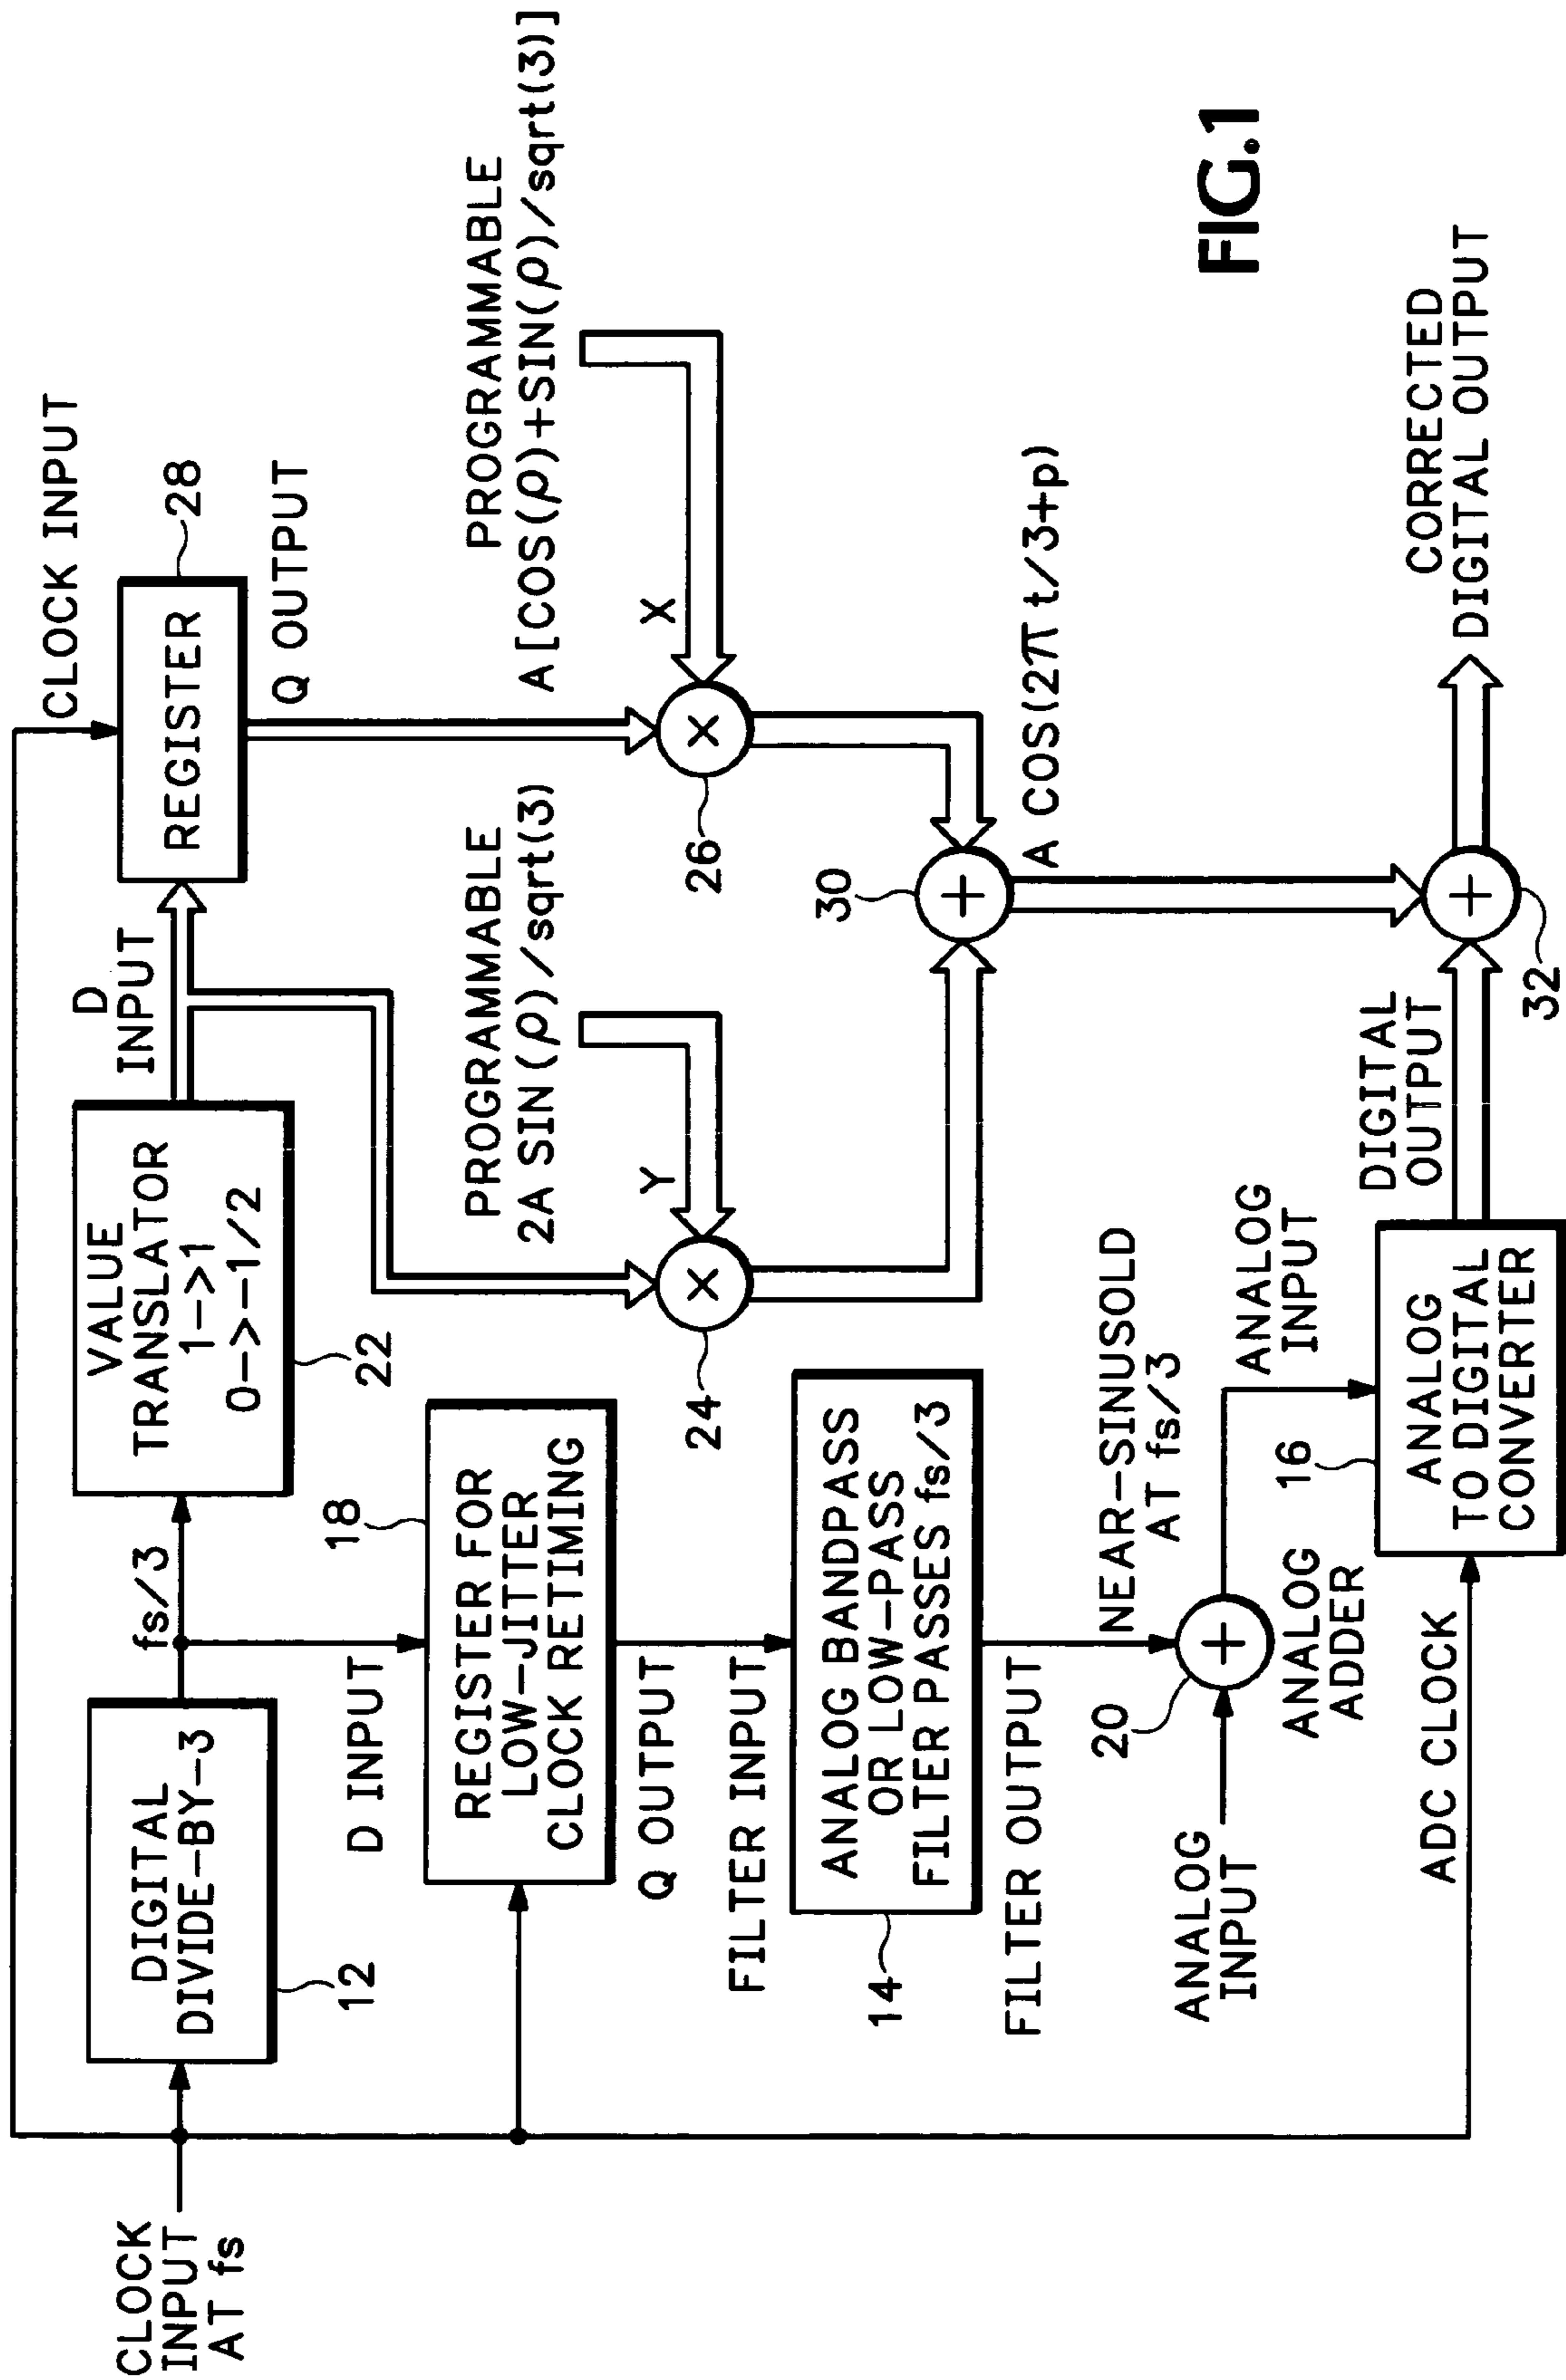 CLOCK
INPUT
AT fs
DIGITAL
DIVIDE-BY-3
12
fs/3
VALUE
TRANSLATOR
1->1
0->-1/2
22
D
INPUT
REGISTER
28
CLOCK INPUT
Q OUTPUT
D INPUT
18
REGISTER FOR
LOW-JITTER
CLOCK RETIMING
Q OUTPUT
FILTER INPUT
ANALOG BANDPASS
OR LOW-PASS
FILTER PASSES fs/3
14
FILTER OUTPUT
NEAR-SINUSOLD
AT fs/3
PROGRAMMABLE
2A SIN(ρ)/sqrt(3)
Y
×
24
PROGRAMMABLE
A[COS(ρ)+SIN(ρ)/sqrt(3)]
X
×
26
30
+
A COS(2π t/3+p)
ANALOG
INPUT
20
+
ANALOG
ADDER
ANALOG
INPUT
16
ADC CLOCK
ANALOG
TO DIGITAL
CONVERTER
DIGITAL
OUTPUT
+
32
CORRECTED
DIGITAL OUTPUT
FIG.1